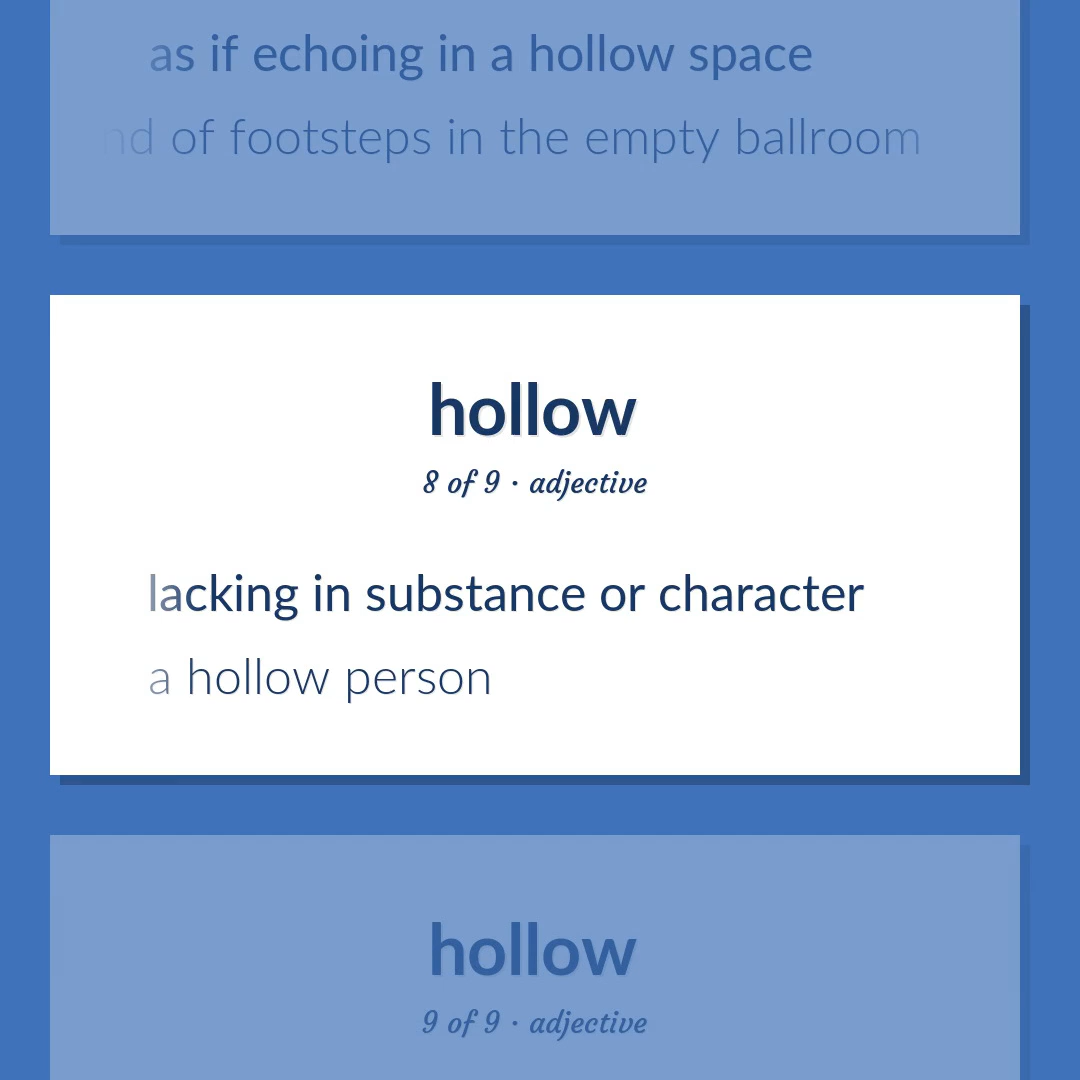 as if echoing in a hollow space
of footsteps in the empty ballroom
hollow
8 of 9 · adjective
lacking in substance or character
a hollow person
hollow
9 of 9 · adjective